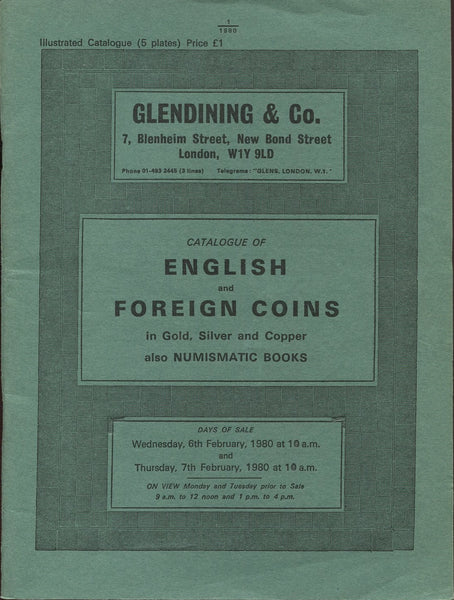 1
1980
Illustrated Catalogue (5 plates) Price £1
GLENDINING & Co.
7, Blenheim Street, New Bond Street
London, W1Y 9LD
Phone 01-493 2445 (3 lines) Telegrams: "GLENS, LONDON, W.1."
CATALOGUE OF
ENGLISH
and
FOREIGN COINS
in Gold, Silver and Copper
also NUMISMATIC BOOKS
DAYS OF SALE
Wednesday, 6th February, 1980 at 10 a.m.
and
Thursday, 7th February, 1980 at 10 a.m.
ON VIEW Monday and Tuesday prior to Sale
9 a.m. to 12 noon and 1 p.m. to 4 p.m.